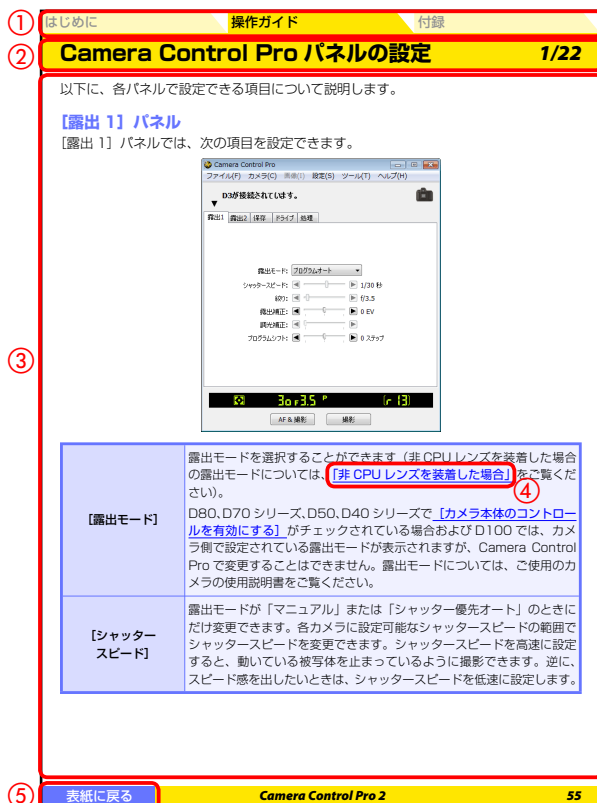 ① はじめに 操作ガイド 付録
② Camera Control Pro パネルの設定 1/22
以下に、各パネルで設定できる項目について説明します。
［露出 1］パネル
［露出 1］パネルでは、次の項目を設定できます。
Camera Control Pro
ファイル(F) カメラ(C) 画像(I) 設定(S) ツール(T) ヘルプ(H)
D3が接続されています。
露出1 露出2 保存 ドライブ 処理
露出モード: プログラムオート
シャッタースピード: 1/30 秒
絞り: f/3.5
露出補正: 0 EV
調光補正:
プログラムシフト: 0 ステップ
③
30 F3.5 P (r 13)
AF & 撮影 撮影
［露出モード］
露出モードを選択することができます（非 CPU レンズを装着した場合
の露出モードについては、「非 CPU レンズを装着した場合」をご覧くだ
さい）。
④
D80、D70 シリーズ、D50、D40 シリーズで［カメラ本体のコントロー
ルを有効にする］がチェックされている場合および D100 では、カメ
ラ側で設定されている露出モードが表示されますが、Camera Control
Pro で変更することはできません。露出モードについては、ご使用のカ
メラの使用説明書をご覧ください。
［シャッター
スピード］
露出モードが「マニュアル」または「シャッター優先オート」のときに
だけ変更できます。各カメラに設定可能なシャッタースピードの範囲で
シャッタースピードを変更できます。シャッタースピードを高速に設定
すると、動いている被写体を止まっているように撮影できます。逆に、
スピード感を出したいときは、シャッタースピードを低速に設定します。
⑤ 表紙に戻る Camera Control Pro 2 55